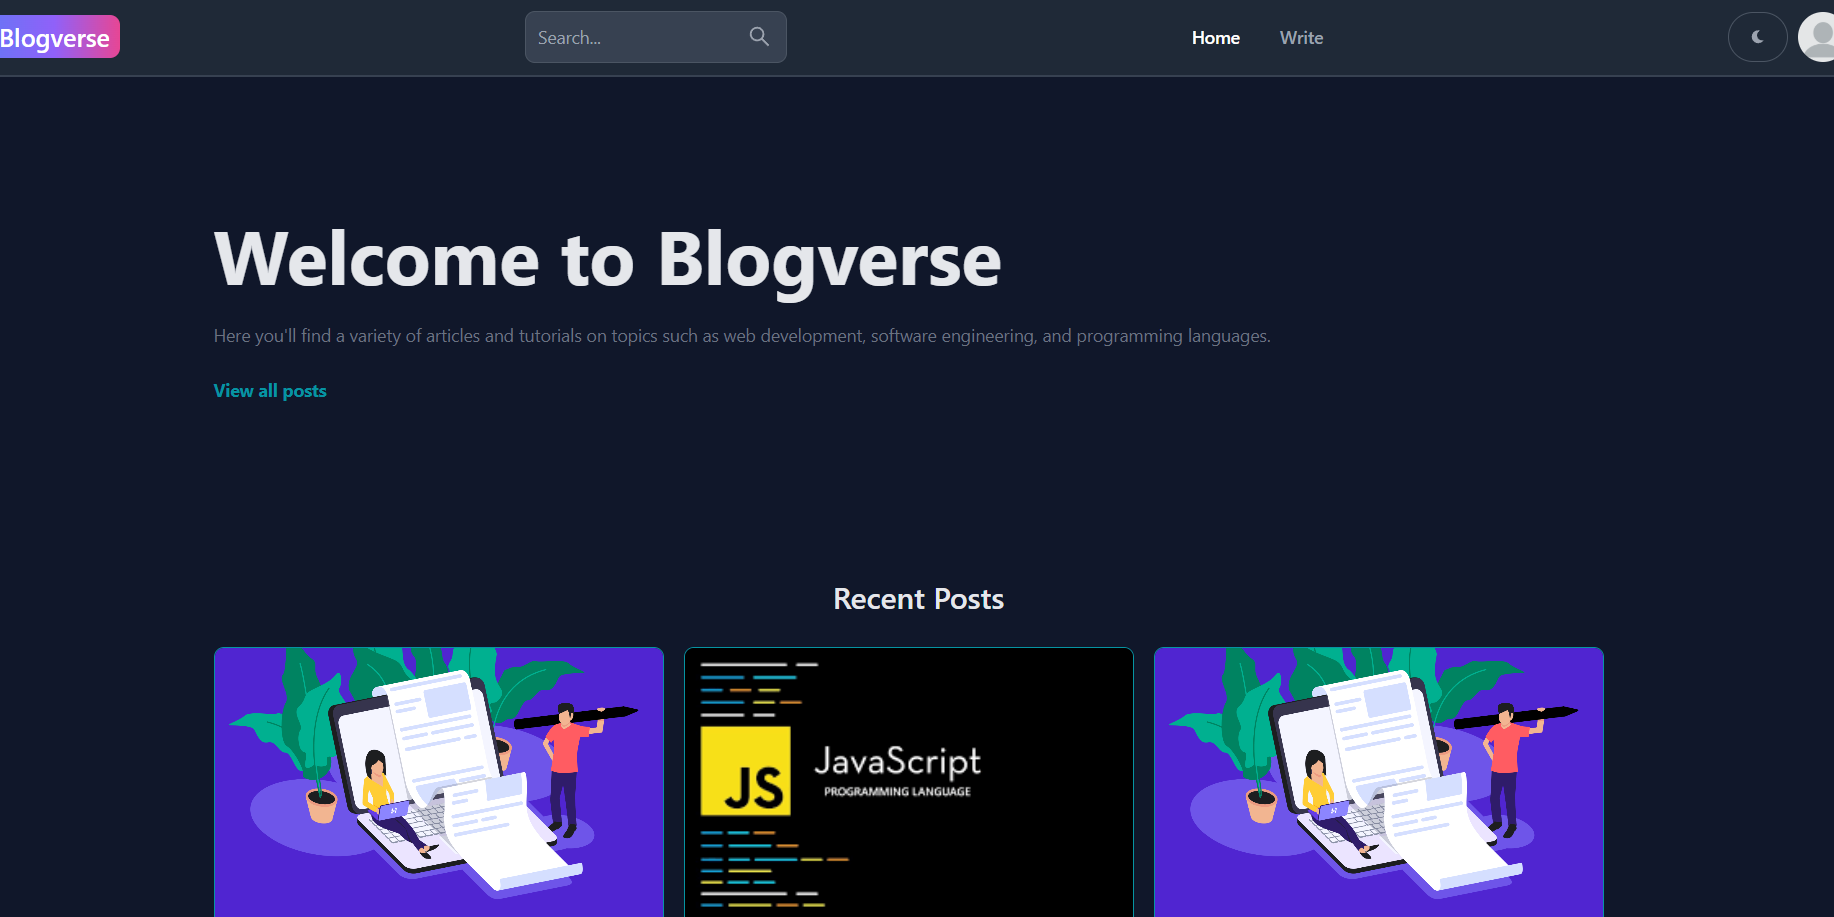 Blogverse
Search...
Home
Write
Welcome to Blogverse
Here you'll find a variety of articles and tutorials on topics such as web development, software engineering, and programming languages.
View all posts
Recent Posts
JS
JavaScript
PROGRAMMING LANGUAGE